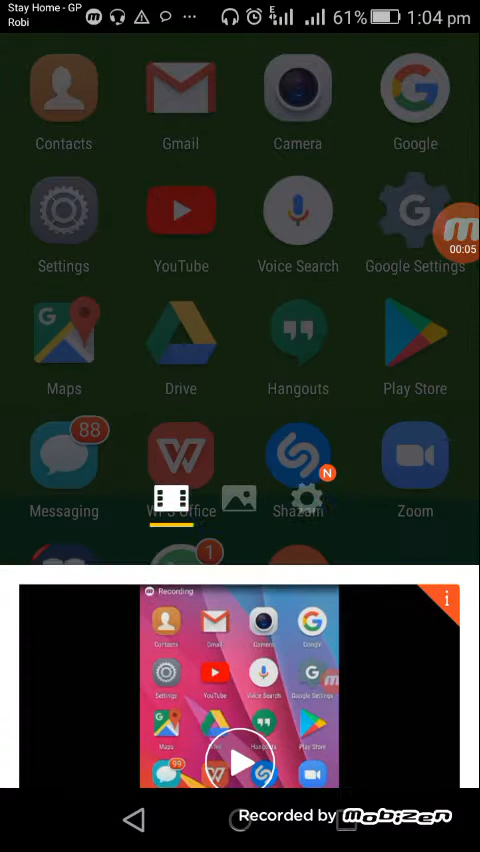 Stay Home - GP
Robi
61% 1:04 pm
Contacts Gmail Camera Google
00:05
Settings YouTube Voice Search Google Settings
Maps Drive Hangouts Play Store
88
N
Messaging WPS Office Shazam Zoom
1
i
Recording
Contacts Gmail Camera Google
Settings YouTube Voice Search Google Settings
Maps Drive Hangouts Play Store
99
Recorded by Mobizen